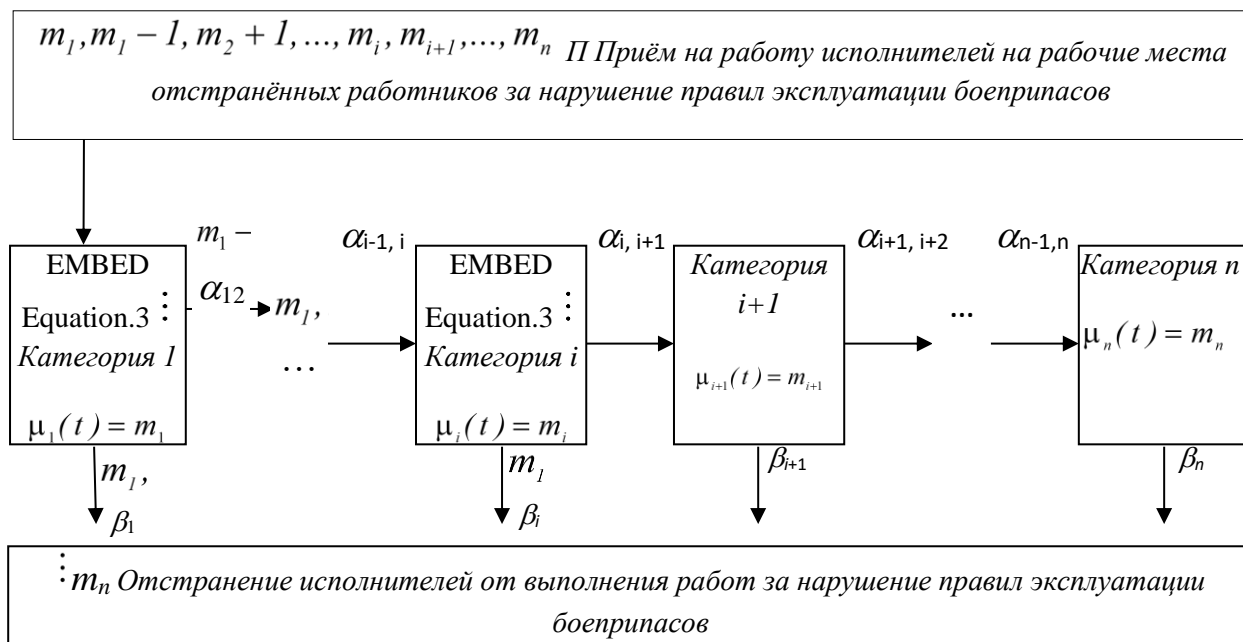 m₁, m₁ − 1, m₂ + 1, ..., mᵢ, mᵢ₊₁, ..., mₙ П Приём на работу исполнителей на рабочие места
отстранённых работников за нарушение правил эксплуатации боеприпасов
m₁ −
α₁₂
m₁,
...
αi-1, i
αi, i+1
αi+1, i+2
αn-1,n
EMBED
Equation.3 ⋮
Категория 1
μ₁(t) = m₁
EMBED
Equation.3 ⋮
Категория i
μᵢ(t) = mᵢ
Категория
i+1
μᵢ₊₁(t) = mᵢ₊₁
...
Категория n
μₙ(t) = mₙ
m₁,
β₁
m₁
βᵢ
βᵢ₊₁
βₙ
⋮mₙ Отстранение исполнителей от выполнения работ за нарушение правил эксплуатации
боеприпасов